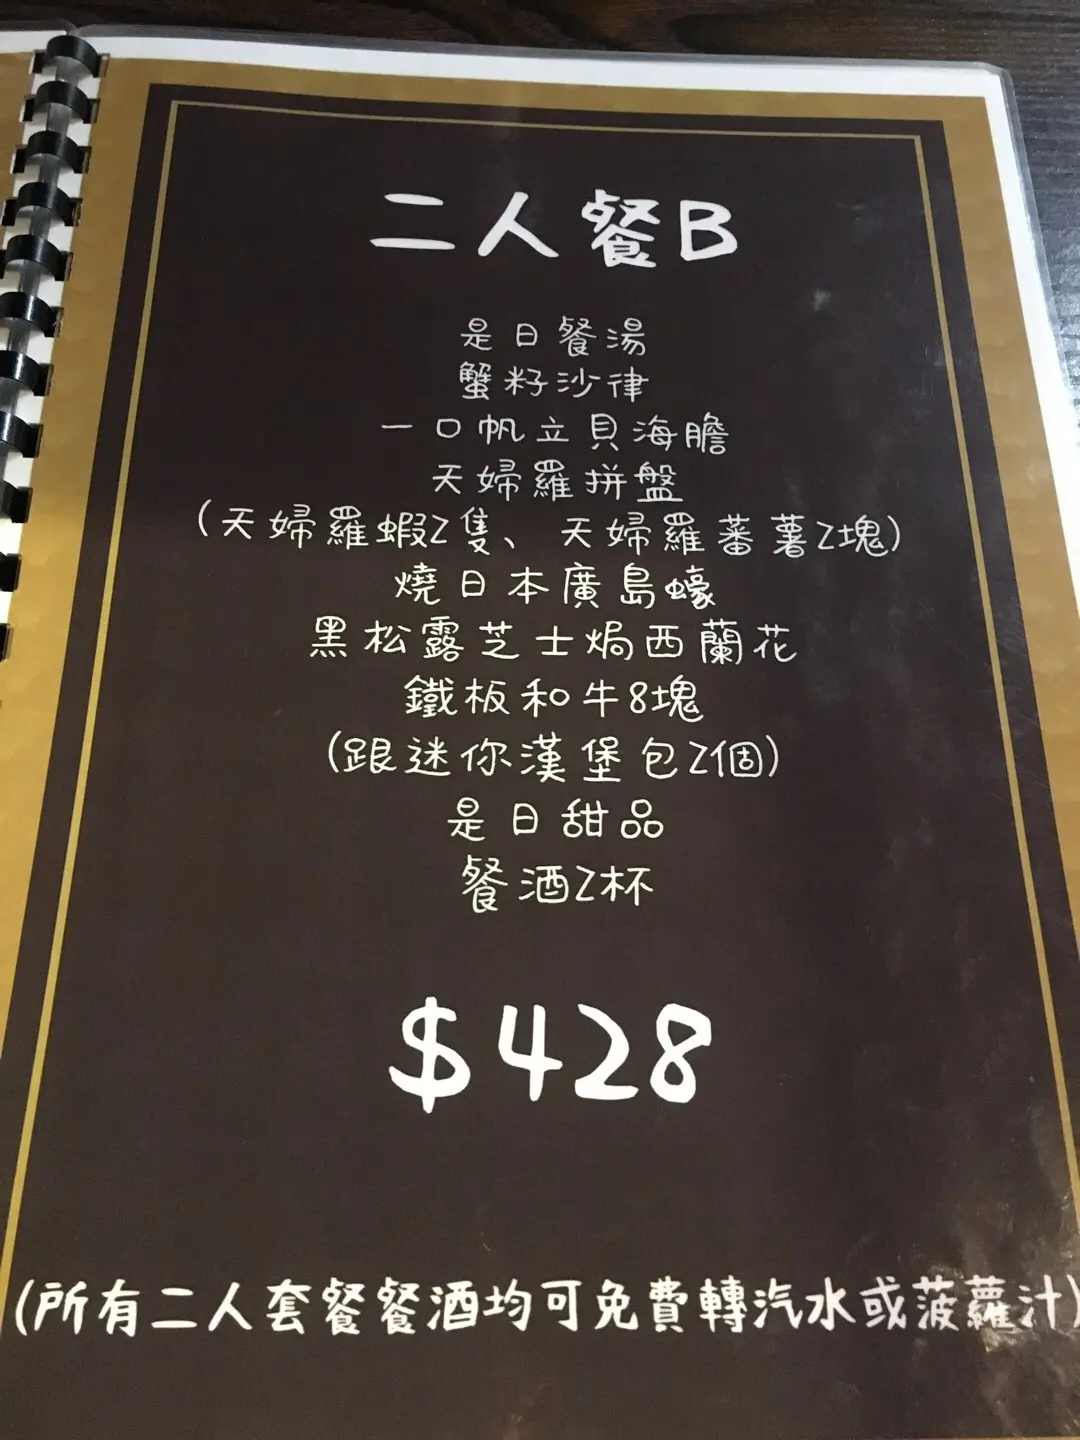 二人餐B
是日餐湯
蟹籽沙律
一口帆立貝海膽
天婦羅拼盤
(天婦羅蝦2隻、天婦羅蕃薯2塊)
燒日本廣島蠔
黑松露芝士焗西蘭花
鐵板和牛8塊
(跟迷你漢堡包2個)
是日甜品
餐酒2杯
$428
(所有二人套餐餐酒均可免費轉汽水或菠蘿汁)